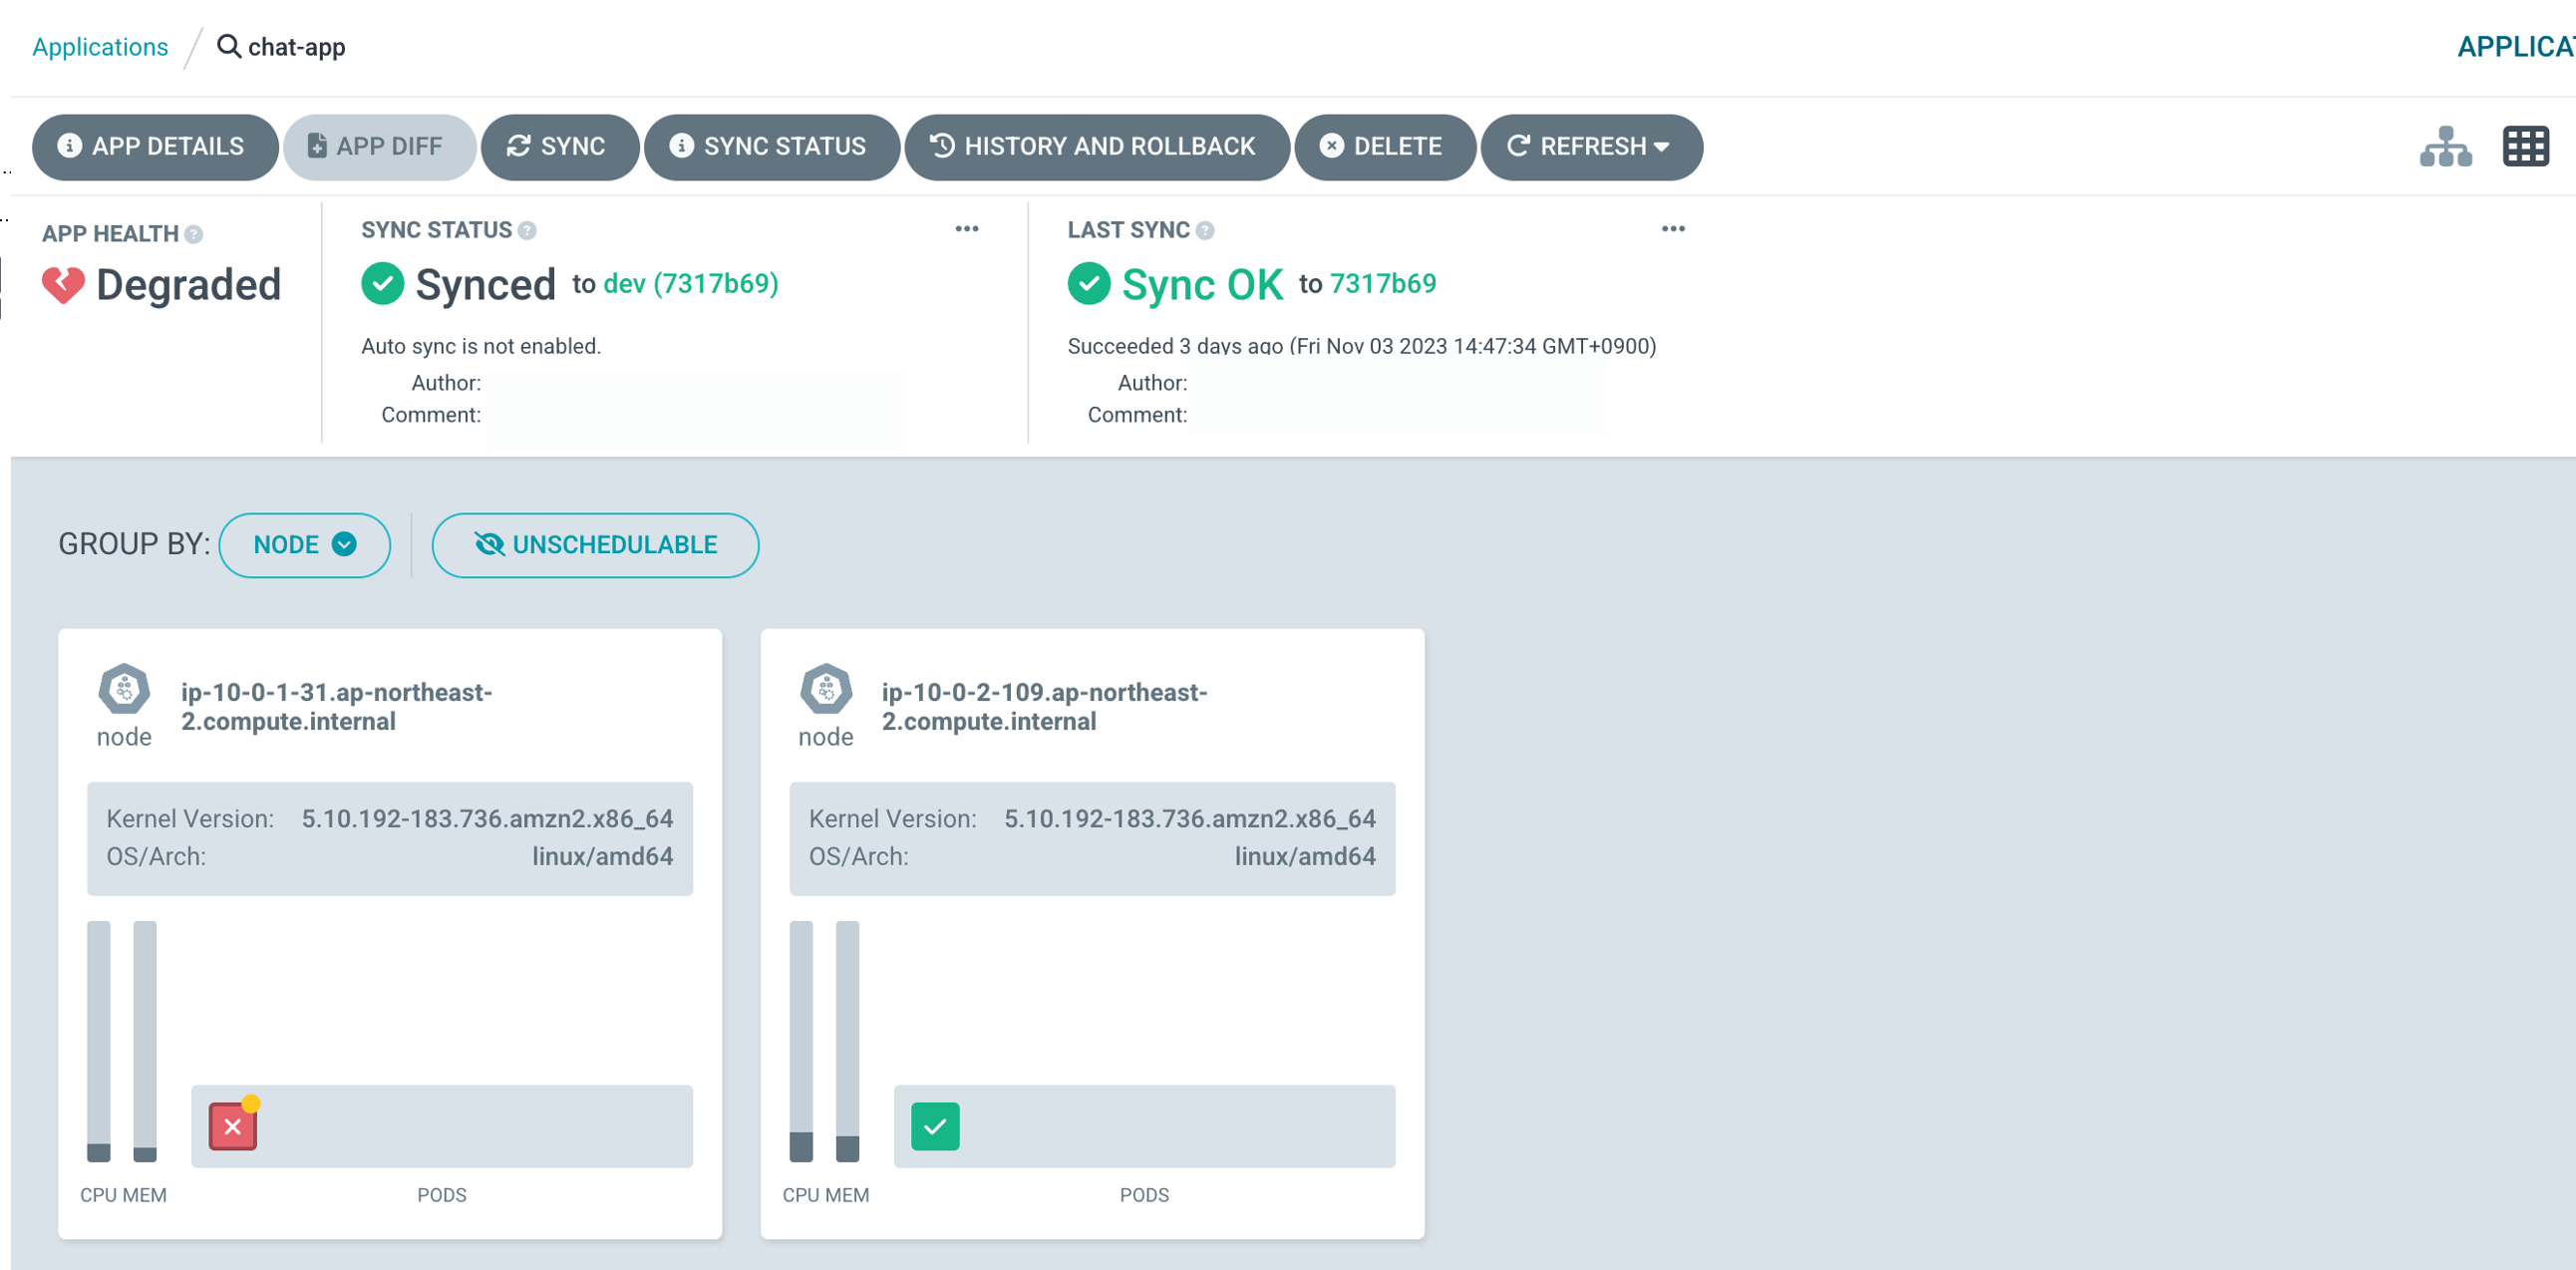 Applications / chat-app
APPLICAT
APP DETAILS
APP DIFF
SYNC
SYNC STATUS
HISTORY AND ROLLBACK
DELETE
REFRESH
APP HEALTH
Degraded
SYNC STATUS
Synced to dev (7317b69)
Auto sync is not enabled.
Author:
Comment:
LAST SYNC
Sync OK to 7317b69
Succeeded 3 days ago (Fri Nov 03 2023 14:47:34 GMT+0900)
Author:
Comment:
GROUP BY: NODE
UNSCHEDULABLE
node
ip-10-0-1-31.ap-northeast-
2.compute.internal
Kernel Version: 5.10.192-183.736.amzn2.x86_64
OS/Arch: linux/amd64
CPU MEM
PODS
node
ip-10-0-2-109.ap-northeast-
2.compute.internal
Kernel Version: 5.10.192-183.736.amzn2.x86_64
OS/Arch: linux/amd64
CPU MEM
PODS